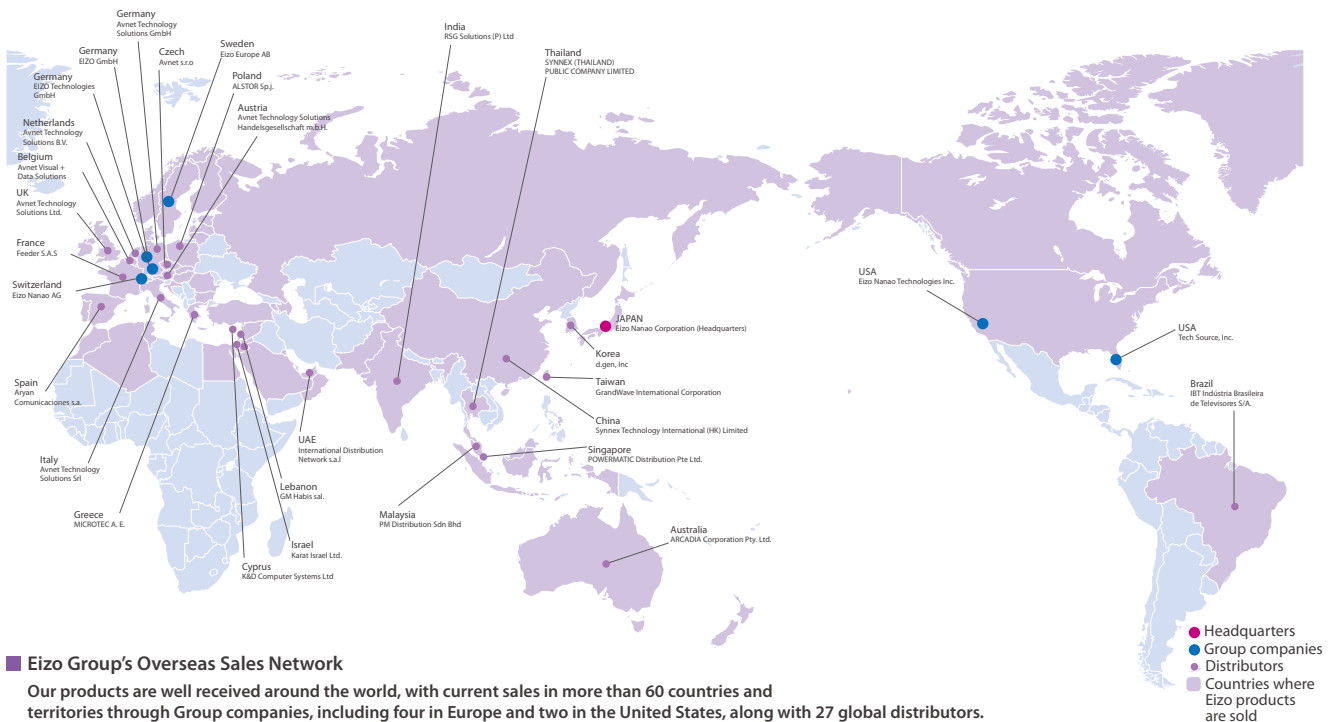 Germany
Avnet Technology
Solutions GmbH
Germany
EIZO GmbH
Czech
Avnet s.r.o
Sweden
Eizo Europe AB
Germany
EIZO Technologies
GmbH
Poland
ALSTOR Sp.j.
Austria
Avnet Technology Solutions
Handelsgesellschaft m.b.H.
Netherlands
Avnet Technology
Solutions B.V.
Belgium
Avnet Visual +
Data Solutions
UK
Avnet Technology
Solutions Ltd.
France
Feeder S.A.S
Switzerland
Eizo Nanao AG
Spain
Aryan
Comunicaciones s.a.
Italy
Avnet Technology
Solutions Srl
Greece
MICROTEC A. E.
India
RSG Solutions (P) Ltd
Thailand
SYNNEX (THAILAND)
PUBLIC COMPANY LIMITED
JAPAN
Eizo Nanao Corporation (Headquarters)
Korea
d.gen, Inc
Taiwan
GrandWave International Corporation
China
Synnex Technology International (HK) Limited
Singapore
POWERMATIC Distribution Pte Ltd.
UAE
International Distribution
Network s.a.l
Lebanon
GM Habis sal.
Israel
Karat Israel Ltd.
Cyprus
K&D Computer Systems Ltd
Malaysia
PM Distribution Sdn Bhd
Australia
ARCADIA Corporation Pty. Ltd.
USA
Eizo Nanao Technologies Inc.
USA
Tech Source, Inc.
Brazil
IBT Indústria Brasileira
de Televisores S/A.
Headquarters
Group companies
Distributors
Countries where
Eizo products
are sold
Eizo Group's Overseas Sales Network
Our products are well received around the world, with current sales in more than 60 countries and
territories through Group companies, including four in Europe and two in the United States, along with 27 global distributors.